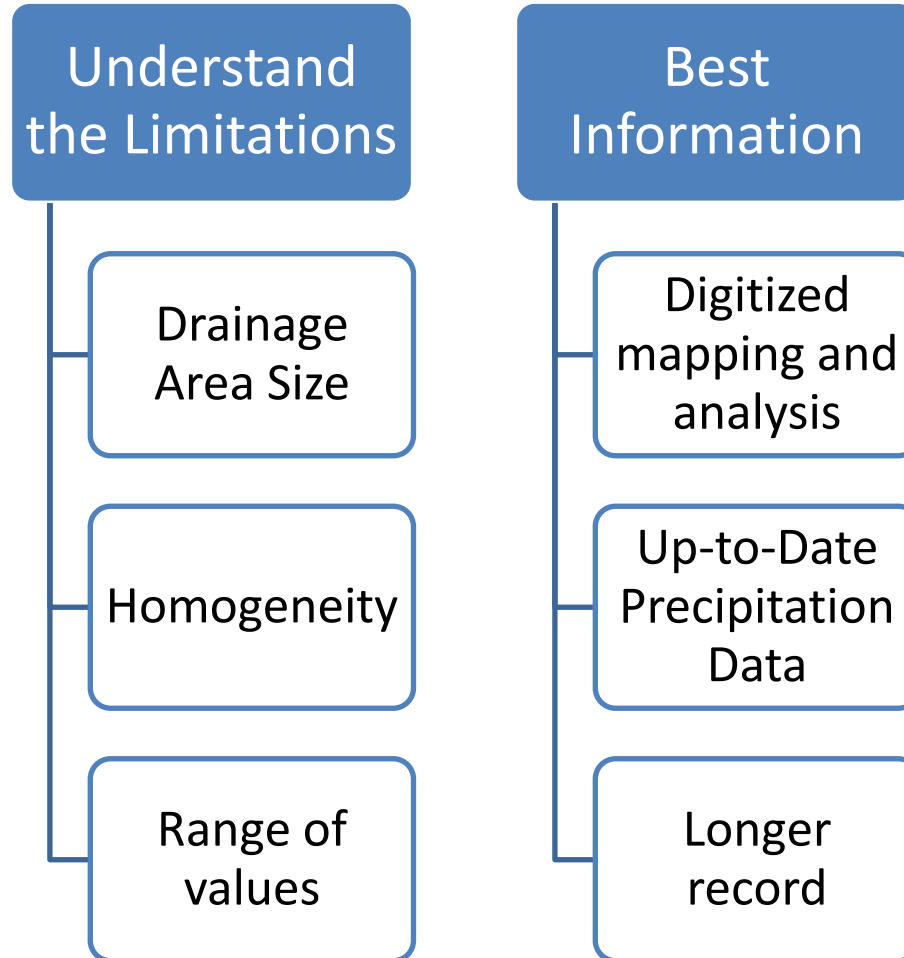 Understand
the Limitations
Drainage
Area Size
Homogeneity
Range of
values
Best
Information
Digitized
mapping and
analysis
Up-to-Date
Precipitation
Data
Longer
record